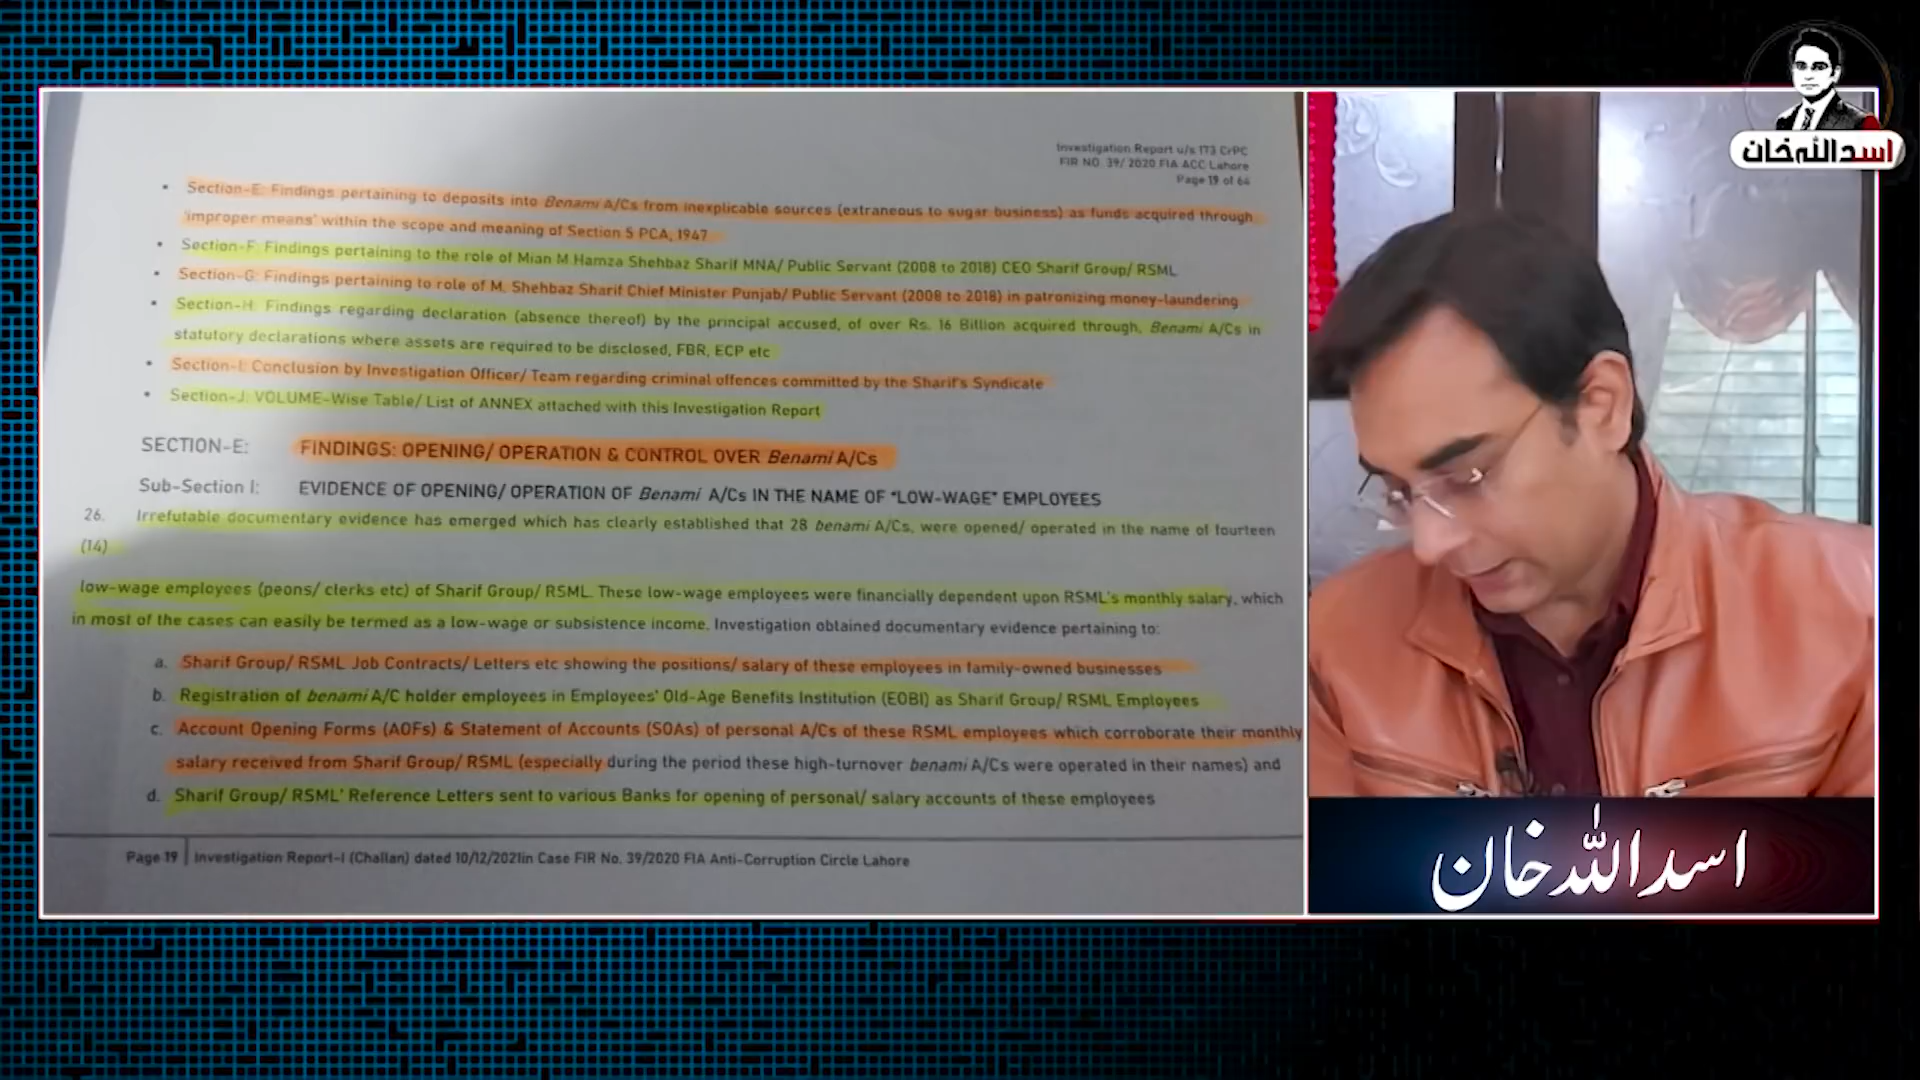 Investigation Report u/s 173 CrPC
FIR NO. 39/ 2020 FIA ACC Lahore
Page 19 of 64
• Section-E: Findings pertaining to deposits into Benami A/Cs from inexplicable sources (extraneous to sugar business) as funds acquired through
'improper means' within the scope and meaning of Section 5 PCA, 1947
• Section-F: Findings pertaining to the role of Mian M Hamza Shehbaz Sharif MNA/ Public Servant (2008 to 2018) CEO Sharif Group/ RSML
• Section-G: Findings pertaining to role of M. Shehbaz Sharif Chief Minister Punjab/ Public Servant (2008 to 2018) in patronizing money-laundering
• Section-H: Findings regarding declaration (absence thereof) by the principal accused, of over Rs. 16 Billion acquired through, Benami A/Cs in
statutory declarations where assets are required to be disclosed, FBR, ECP etc
• Section-I: Conclusion by Investigation Officer/ Team regarding criminal offences committed by the Sharif's Syndicate
• Section-J: VOLUME-Wise Table/ List of ANNEX attached with this Investigation Report
SECTION-E: FINDINGS: OPENING/ OPERATION & CONTROL OVER Benami A/Cs
Sub-Section I: EVIDENCE OF OPENING/ OPERATION OF Benami A/Cs IN THE NAME OF "LOW-WAGE" EMPLOYEES
26. Irrefutable documentary evidence has emerged which has clearly established that 28 benami A/Cs, were opened/ operated in the name of fourteen
(14)
low-wage employees (peons/ clerks etc) of Sharif Group/ RSML. These low-wage employees were financially dependent upon RSML's monthly salary, which
in most of the cases can easily be termed as a low-wage or subsistence income. Investigation obtained documentary evidence pertaining to:
a. Sharif Group/ RSML Job Contracts/ Letters etc showing the positions/ salary of these employees in family-owned businesses
b. Registration of benami A/C holder employees in Employees' Old-Age Benefits Institution (EOBI) as Sharif Group/ RSML Employees
c. Account Opening Forms (AOFs) & Statement of Accounts (SOAs) of personal A/Cs of these RSML employees which corroborate their monthly
salary received from Sharif Group/ RSML (especially during the period these high-turnover benami A/Cs were operated in their names) and
d. Sharif Group/ RSML' Reference Letters sent to various Banks for opening of personal/ salary accounts of these employees
Page 19 | Investigation Report-I (Challan) dated 10/12/2021in Case FIR No. 39/2020 FIA Anti-Corruption Circle Lahore
اسداللہ خان
اسداللہ خان